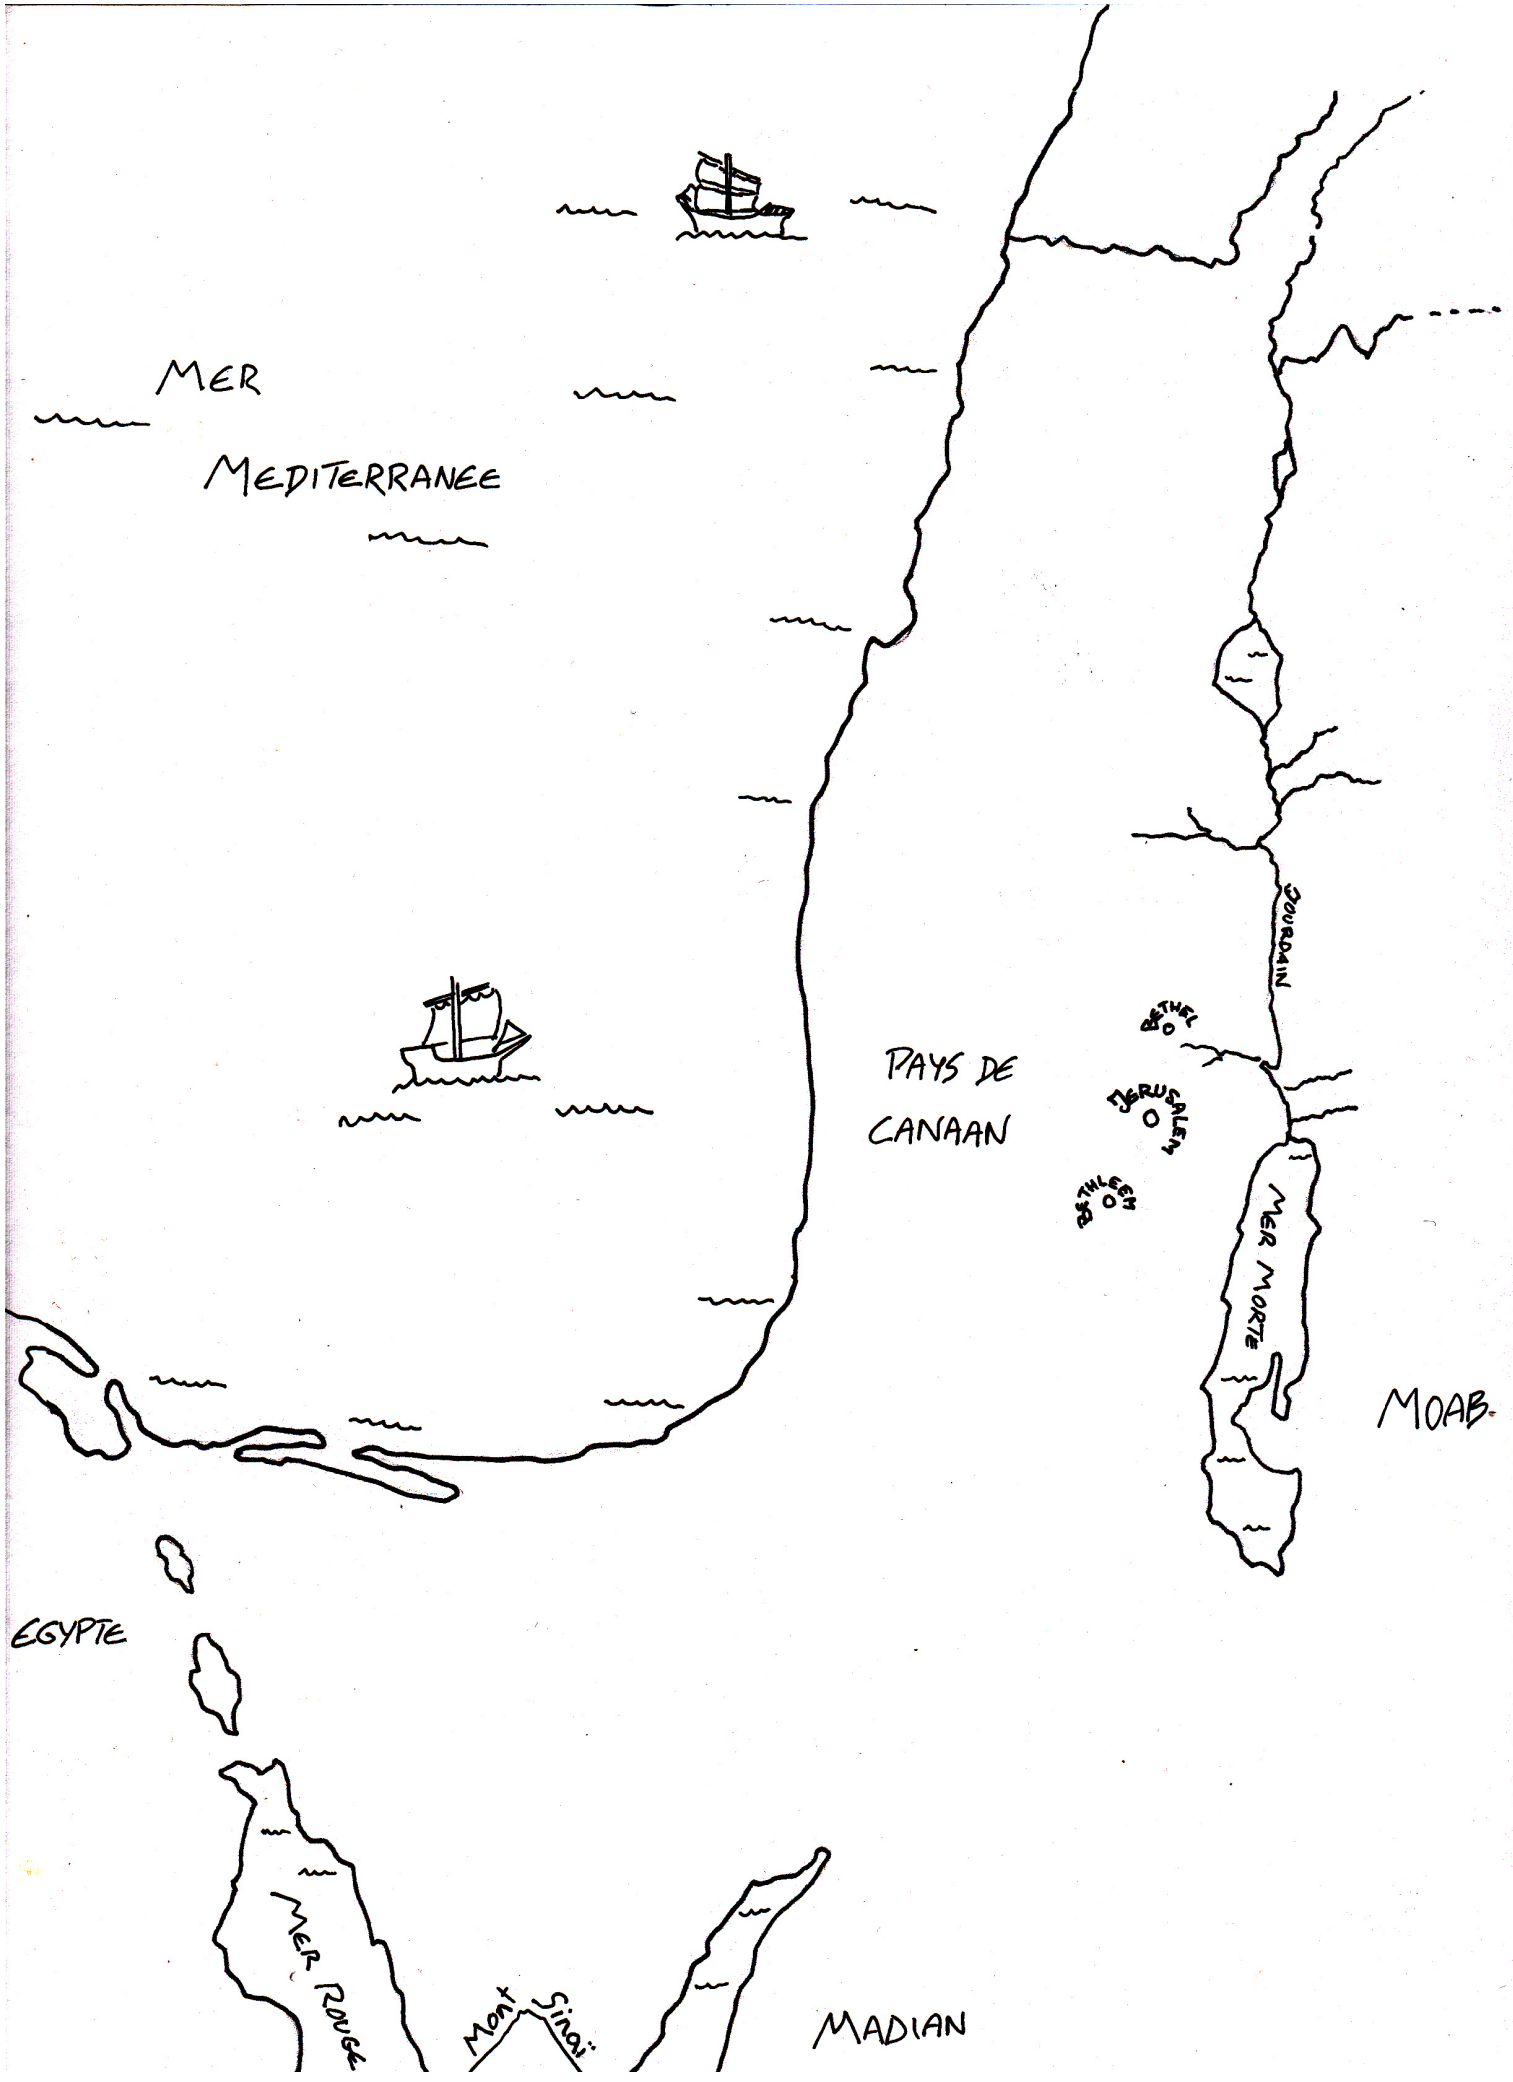 MER
MEDITERRANEE
JOURDAIN
BETHEL
PAYS DE
CANAAN
JERUSALEM
BETHLEEM
MER MORTE
MOAB.
EGYPTE
MER ROUGE
Mont Sinaï
MADIAN